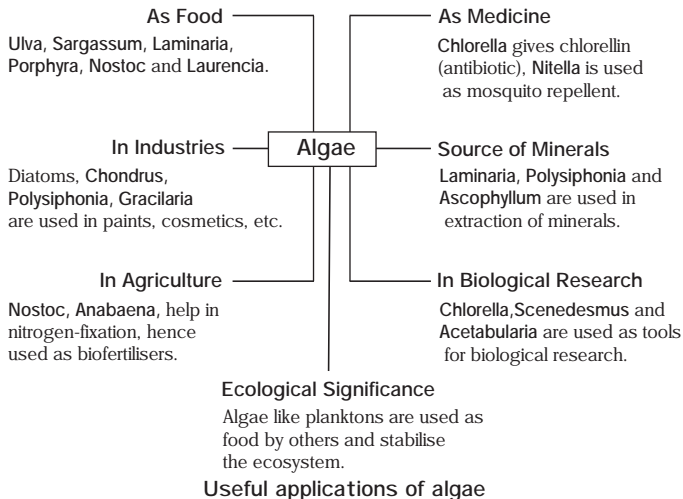 As Food
Ulva, Sargassum, Laminaria,
Porphyra, Nostoc and Laurencia.
As Medicine
Chlorella gives chlorellin
(antibiotic), Nitella is used
as mosquito repellent.
In Industries
Diatoms, Chondrus,
Polysiphonia, Gracilaria
are used in paints, cosmetics, etc.
Algae
Source of Minerals
Laminaria, Polysiphonia and
Ascophyllum are used in
extraction of minerals.
In Agriculture
Nostoc, Anabaena, help in
nitrogen-fixation, hence
used as biofertilisers.
In Biological Research
Chlorella,Scenedesmus and
Acetabularia are used as tools
for biological research.
Ecological Significance
Algae like planktons are used as
food by others and stabilise
the ecosystem.
Useful applications of algae